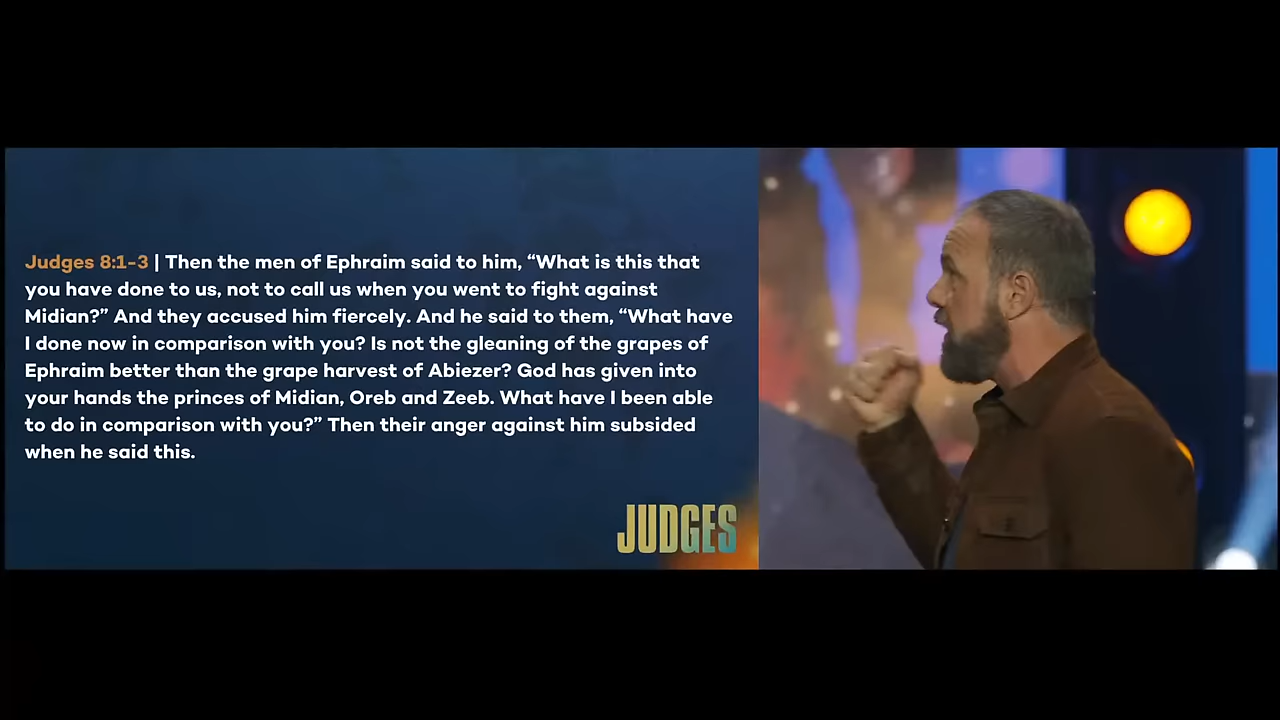 Judges 8:1-3 | Then the men of Ephraim said to him, “What is this that
you have done to us, not to call us when you went to fight against
Midian?” And they accused him fiercely. And he said to them, “What have
I done now in comparison with you? Is not the gleaning of the grapes of
Ephraim better than the grape harvest of Abiezer? God has given into
your hands the princes of Midian, Oreb and Zeeb. What have I been able
to do in comparison with you?” Then their anger against him subsided
when he said this.
JUDGES